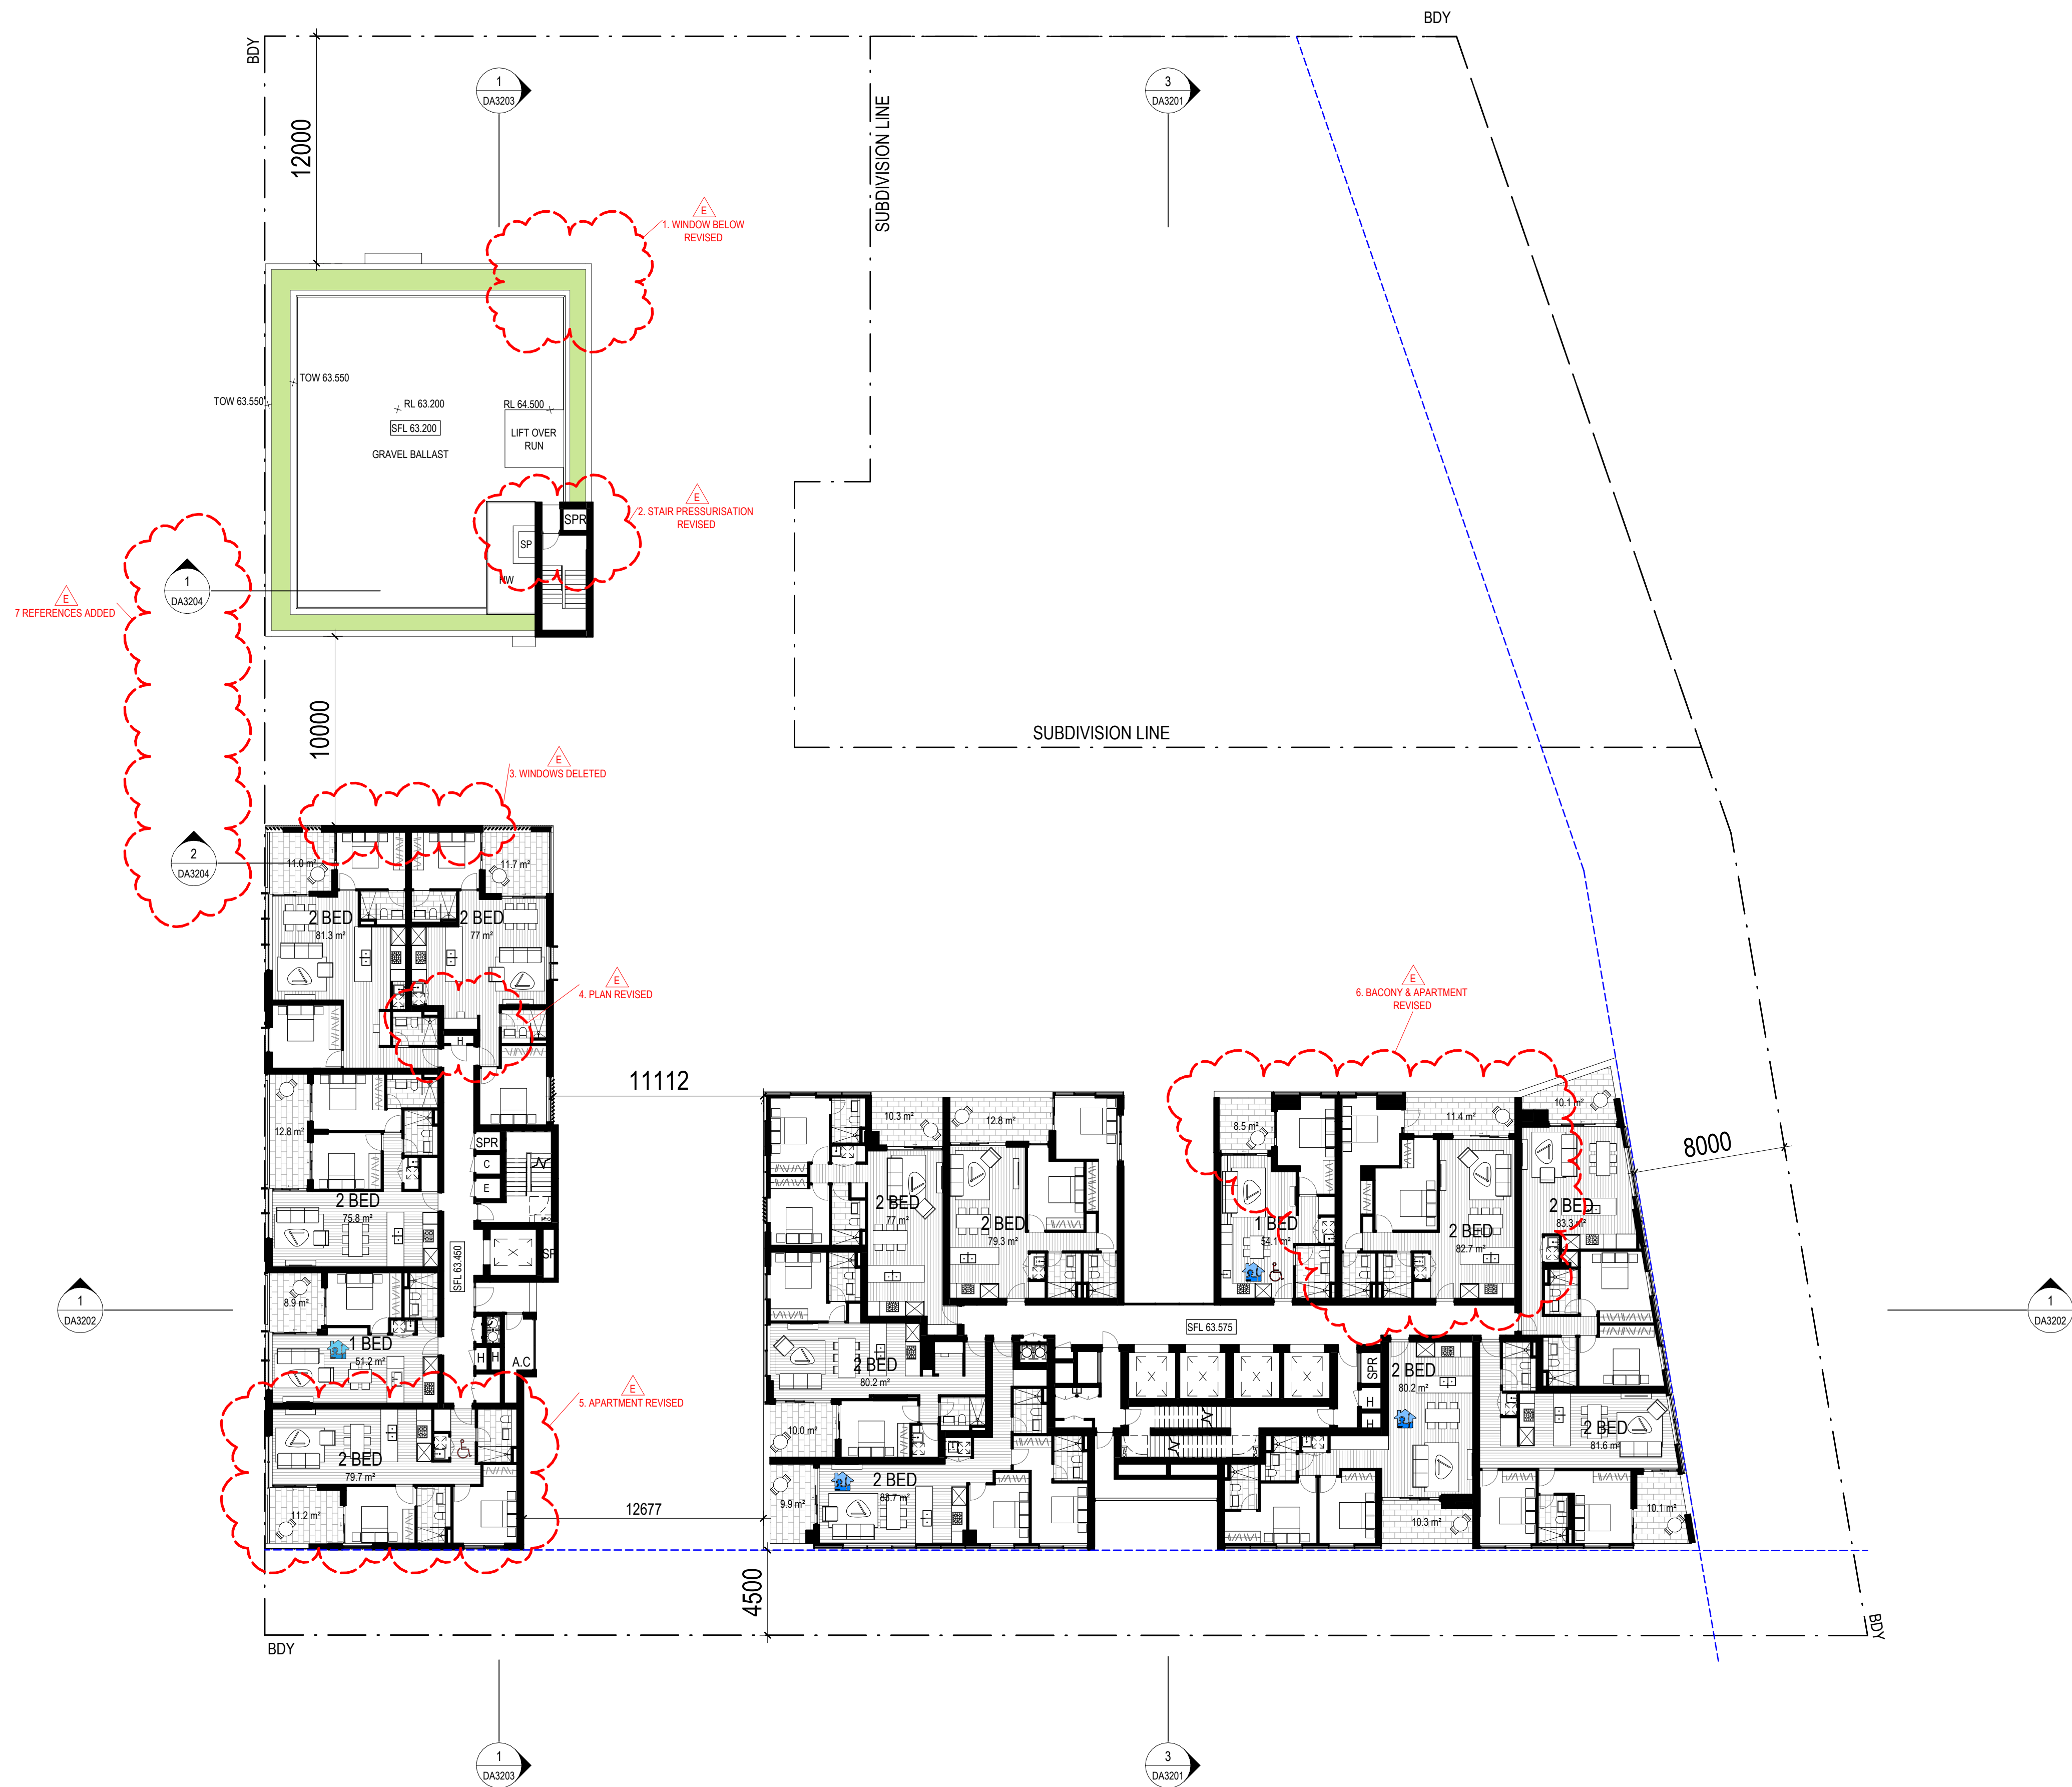 BDY
BDY
1
DA3203
3
DA3201
12000
SUBDIVISION LINE
E
1. WINDOW BELOW
REVISED
TOW 63.550
TOW 63.550
RL 63.200
SFL 63.200
GRAVEL BALLAST
RL 64.500
LIFT OVER
RUN
E
2. STAIR PRESSURISATION
REVISED
SPR
SP
HW
1
DA3204
E
7 REFERENCES ADDED
10000
SUBDIVISION LINE
E
3. WINDOWS DELETED
2
DA3204
11.0 m²
11.7 m²
2 BED
81.3 m²
2 BED
77 m²
E
4. PLAN REVISED
H
E
6. BACONY & APARTMENT
REVISED
11112
12.8 m²
SPR
C
E
2 BED
75.8 m²
SFL 63.450
SP
10.3 m²
12.8 m²
8.5 m²
11.4 m²
10.1 m²
8000
2 BED
77 m²
2 BED
79.3 m²
1 BED
54.1 m²
2 BED
82.7 m²
2 BED
83.3 m²
1
DA3202
8.9 m²
1 BED
51.2 m²
H
H
A.C
SFL 63.575
1
DA3202
2 BED
80.2 m²
SPR
H
H
2 BED
80.2 m²
E
5. APARTMENT REVISED
2 BED
79.7 m²
11.2 m²
10.0 m²
2 BED
81.6 m²
12677
9.9 m²
2 BED
83.7 m²
10.3 m²
10.1 m²
4500
BDY
BDY
1
DA3203
3
DA3201